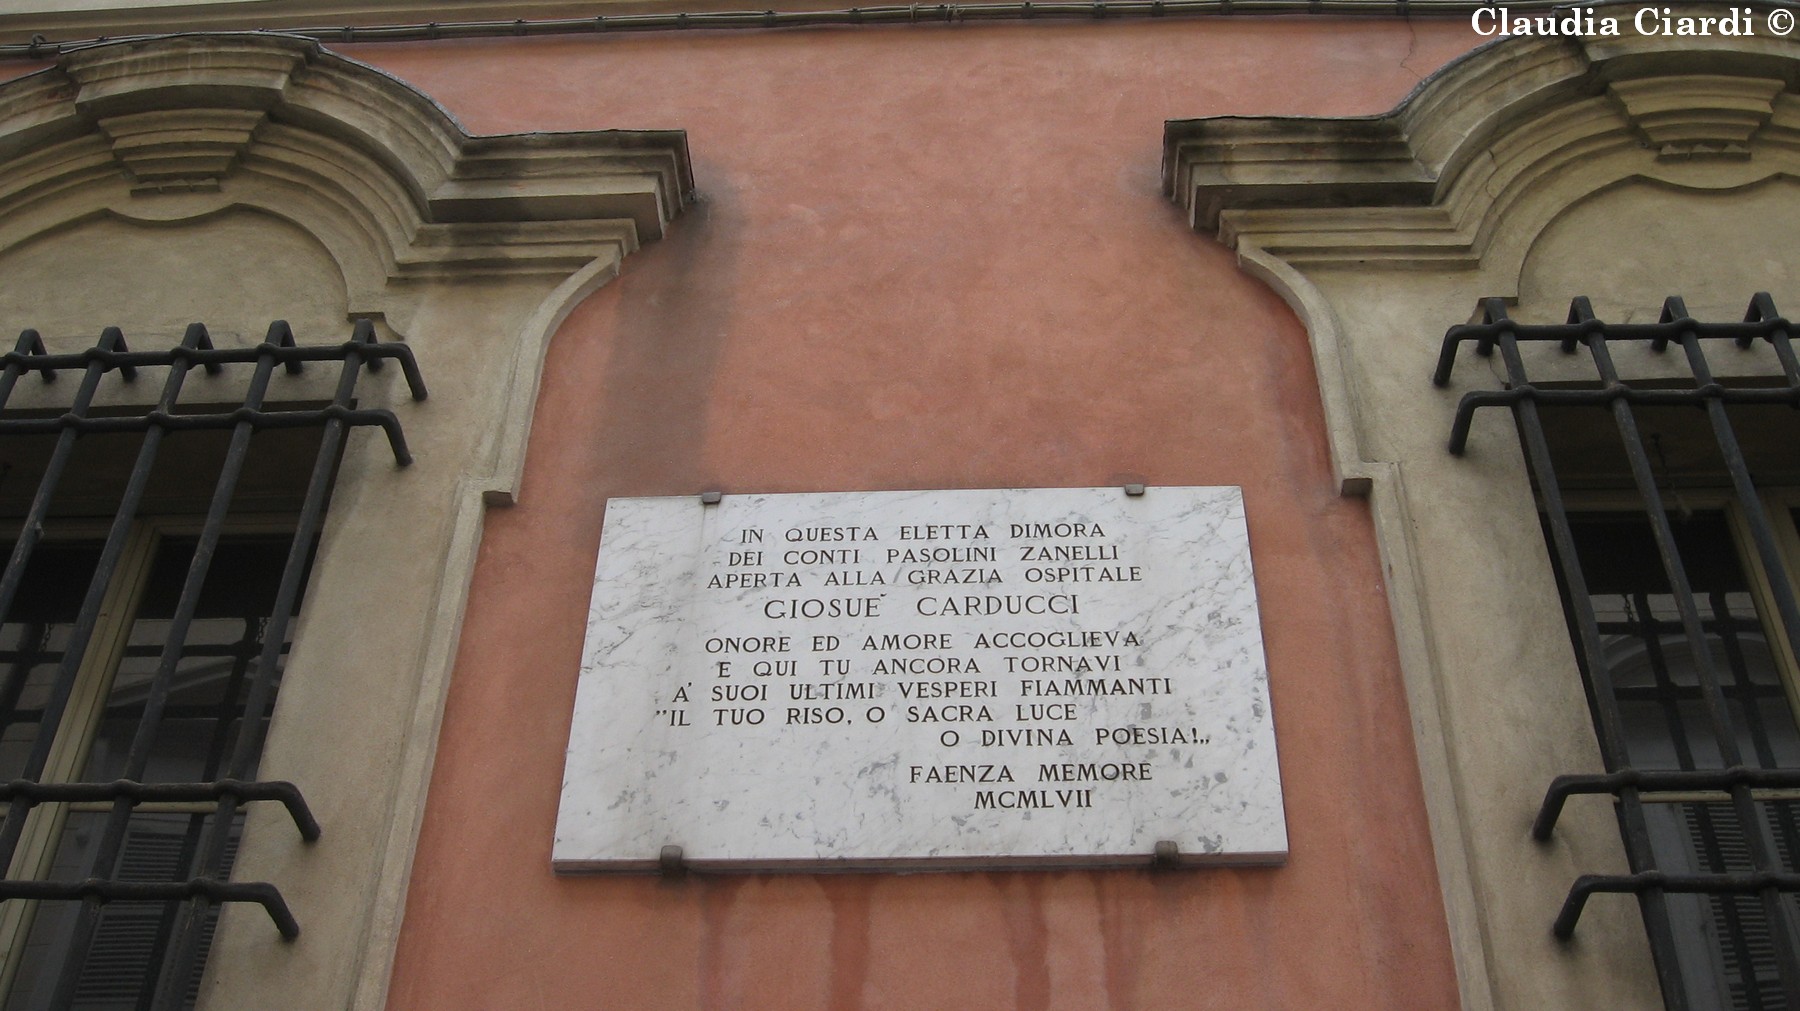 Claudia Ciardi ©
IN QUESTA ELETTA DIMORA
DEI CONTI PASOLINI ZANELLI
APERTA ALLA GRAZIA OSPITALE
GIOSUE' CARDUCCI
ONORE ED AMORE ACCOGLIEVA
E QUI TU ANCORA TORNAVI
A' SUOI ULTIMI VESPERI FIAMMANTI
"IL TUO RISO, O SACRA LUCE
O DIVINA POESIA!„
FAENZA MEMORE
MCMLVII